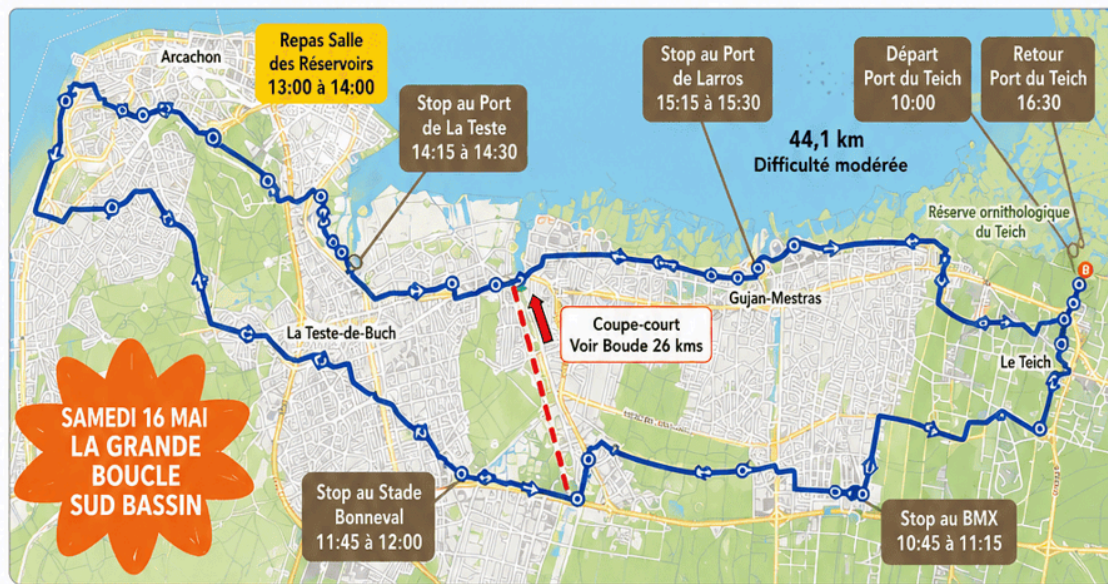 Arcachon
Repas Salle
des Réservoirs
13:00 à 14:00
Stop au Port
de La Teste
14:15 à 14:30
Stop au Port
de Larros
15:15 à 15:30
Départ
Port du Teich
10:00
Retour
Port du Teich
16:30
44,1 km
Difficulté modérée
Réserve ornithologique
du Teich
B
Gujan-Mestras
La Teste-de-Buch
Coupe-court
Voir Boude 26 kms
Le Teich
SAMEDI 16 MAI
LA GRANDE
BOUCLE
SUD BASSIN
Stop au Stade
Bonneval
11:45 à 12:00
Stop au BMX
10:45 à 11:15